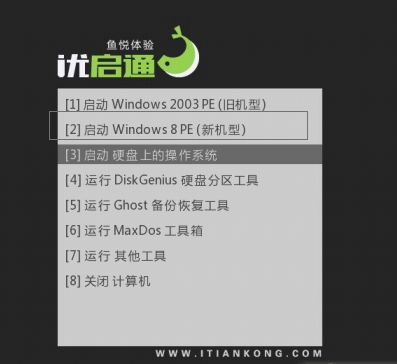 鱼悦体验
优启通
[1] 启动 Windows 2003 PE (旧机型)
[2] 启动 Windows 8 PE (新机型)
[3] 启动 硬盘上的操作系统
[4] 运行 DiskGenius 硬盘分区工具
[5] 运行 Ghost 备份恢复工具
[6] 运行 MaxDos 工具箱
[7] 运行 其他工具
[8] 关闭 计算机
WWW.ITIANKONG.COM